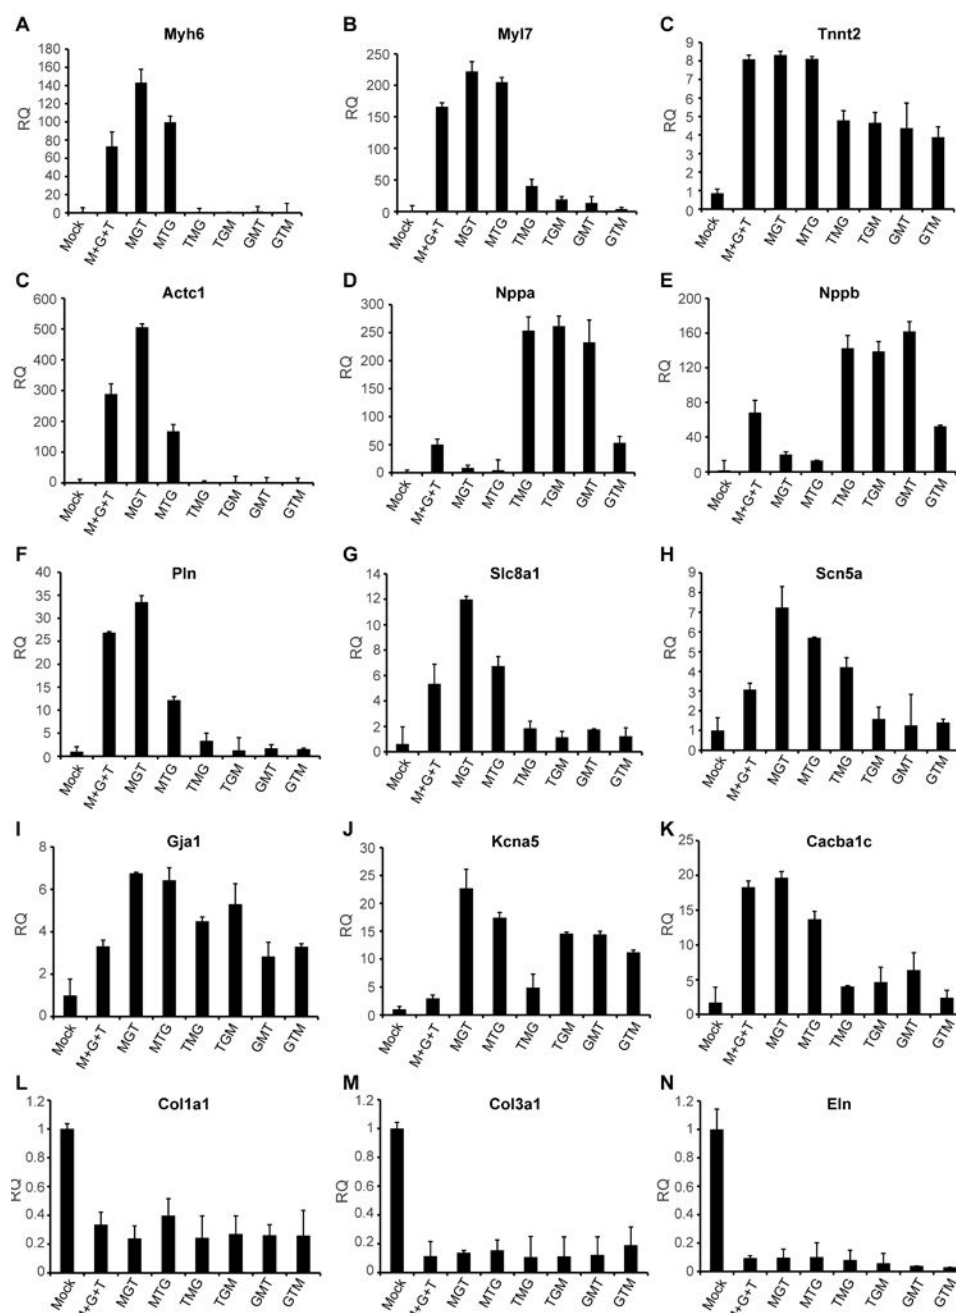 A
Myh6
RQ
180
160
140
120
100
80
60
40
20
0
Mock
M+G+T
MGT
MTG
TMG
TGM
GMT
GTM
B
Myl7
250
200
150
100
50
0
Mock
M+G+T
MGT
MTG
TMG
TGM
GMT
GTM
C
Tnnt2
9
8
7
6
5
4
3
2
1
0
Mock
M+G+T
MGT
MTG
TMG
TGM
GMT
GTM
C
Actc1
RQ
600
500
400
300
200
100
0
Mock
M+G+T
MGT
MTG
TMG
TGM
GMT
GTM
D
Nppa
RQ
300
250
200
150
100
50
0
Mock
M+G+T
MGT
MTG
TMG
TGM
GMT
GTM
E
Nppb
RQ
200
160
120
80
40
0
Mock
M+G+T
MGT
MTG
TMG
TGM
GMT
GTM
F
Pln
RQ
40
35
30
25
20
15
10
5
0
Mock
M+G+T
MGT
MTG
TMG
TGM
GMT
GTM
G
Slc8a1
RQ
14
12
10
8
6
4
2
0
Mock
M+G+T
MGT
MTG
TMG
TGM
GMT
GTM
H
Scn5a
RQ
9
8
7
6
5
4
3
2
1
0
Mock
M+G+T
MGT
MTG
TMG
TGM
GMT
GTM
I
Gja1
RQ
8
6
4
2
0
Mock
M+G+T
MGT
MTG
TMG
TGM
GMT
GTM
J
Kcna5
RQ
30
25
20
15
10
5
0
Mock
M+G+T
MGT
MTG
TMG
TGM
GMT
GTM
K
Cacba1c
RQ
25
20
15
10
5
0
Mock
M+G+T
MGT
MTG
TMG
TGM
GMT
GTM
L
Col1a1
RQ
1.2
1
0.8
0.6
0.4
0.2
0
Mock
M+G+T
MGT
MTG
TMG
TGM
GMT
GTM
M
Col3a1
RQ
1.2
1
0.8
0.6
0.4
0.2
0
Mock
M+G+T
MGT
MTG
TMG
TGM
GMT
GTM
N
Eln
RQ
1.2
1
0.8
0.6
0.4
0.2
0
Mock
M+G+T
MGT
MTG
TMG
TGM
GMT
GTM